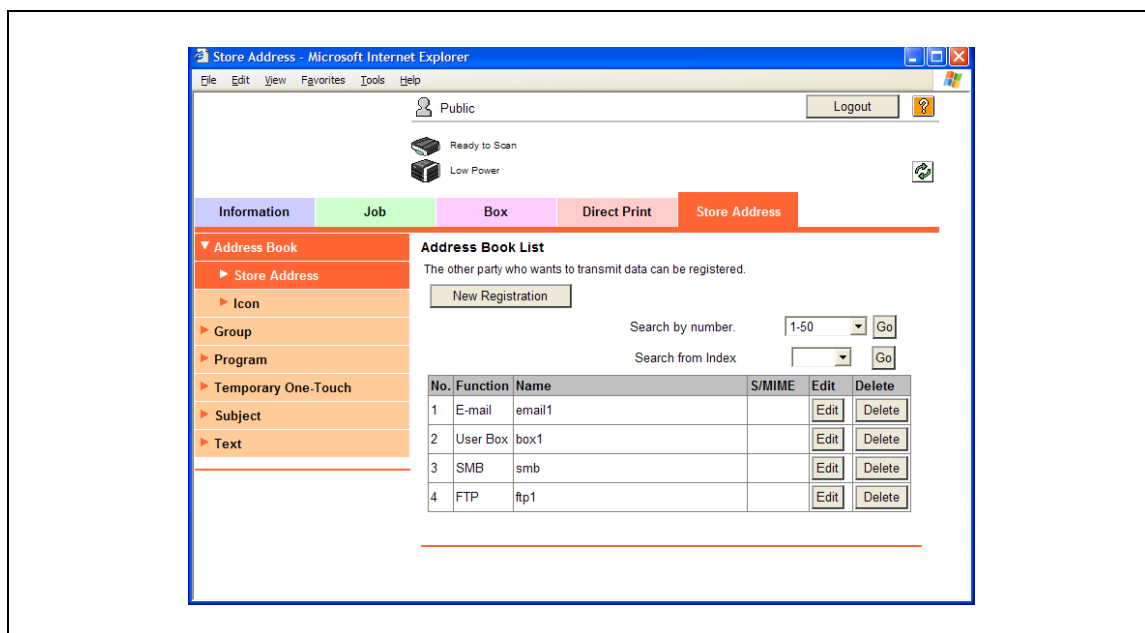 Store Address - Microsoft Internet Explorer
File Edit View Favorites Tools Help
Public
Logout
?
Ready to Scan
Low Power
Information Job Box Direct Print Store Address
Address Book
Store Address
Icon
Group
Program
Temporary One-Touch
Subject
Text
Address Book List
The other party who wants to transmit data can be registered.
New Registration
Search by number. 1-50 Go
Search from Index Go
No. Function Name S/MIME Edit Delete
1 E-mail email1 Edit Delete
2 User Box box1 Edit Delete
3 SMB smb Edit Delete
4 FTP ftp1 Edit Delete